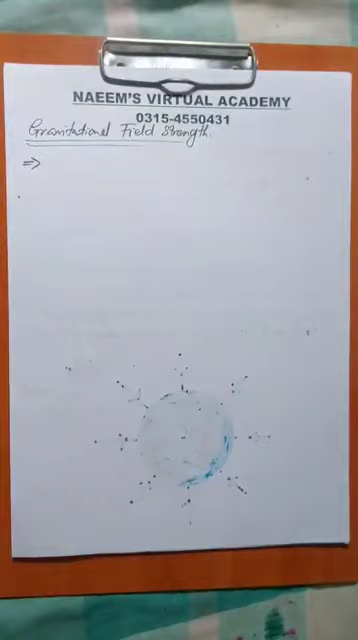 NAEEM'S VIRTUAL ACADEMY
0315-4550431
Gravitational Field Strength.
⇒